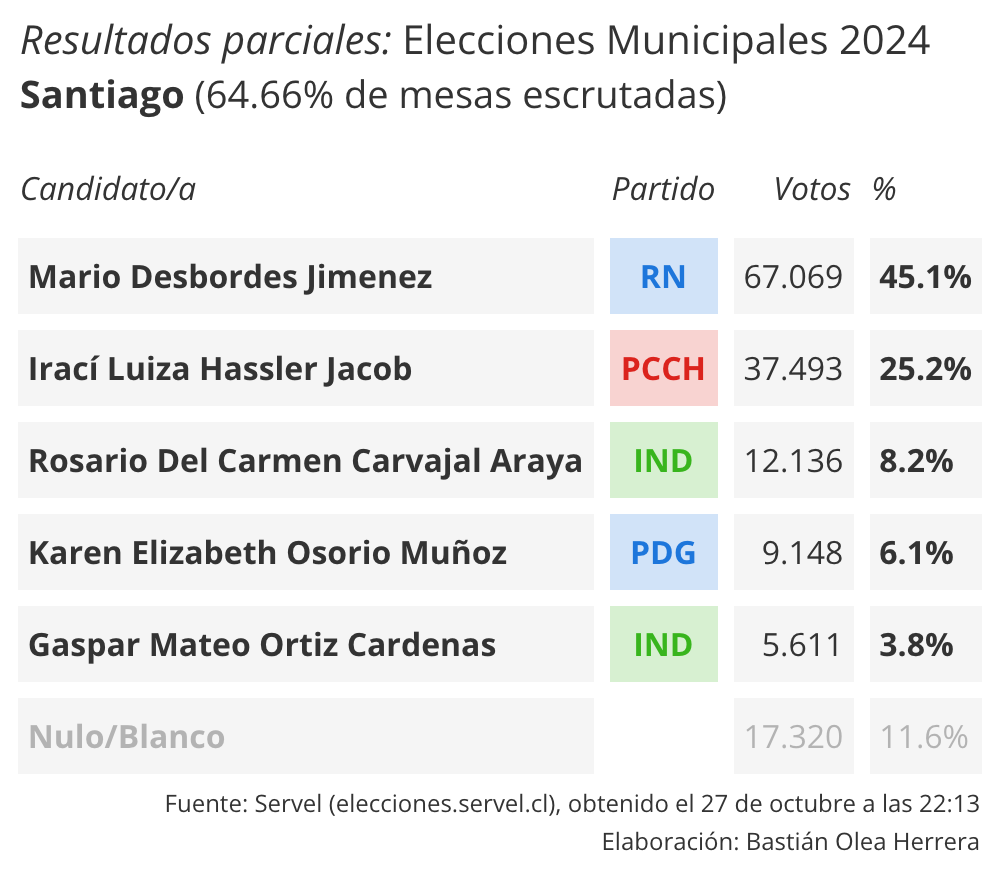 Resultados parciales: Elecciones Municipales 2024
Santiago (64.66% de mesas escrutadas)
Candidato/a Partido Votos %
Mario Desbordes Jimenez RN 67.069 45.1%
Irací Luiza Hassler Jacob PCCH 37.493 25.2%
Rosario Del Carmen Carvajal Araya IND 12.136 8.2%
Karen Elizabeth Osorio Muñoz PDG 9.148 6.1%
Gaspar Mateo Ortiz Cardenas IND 5.611 3.8%
Nulo/Blanco 17.320 11.6%
Fuente: Servel (elecciones.servel.cl), obtenido el 27 de octubre a las 22:13
Elaboración: Bastián Olea Herrera